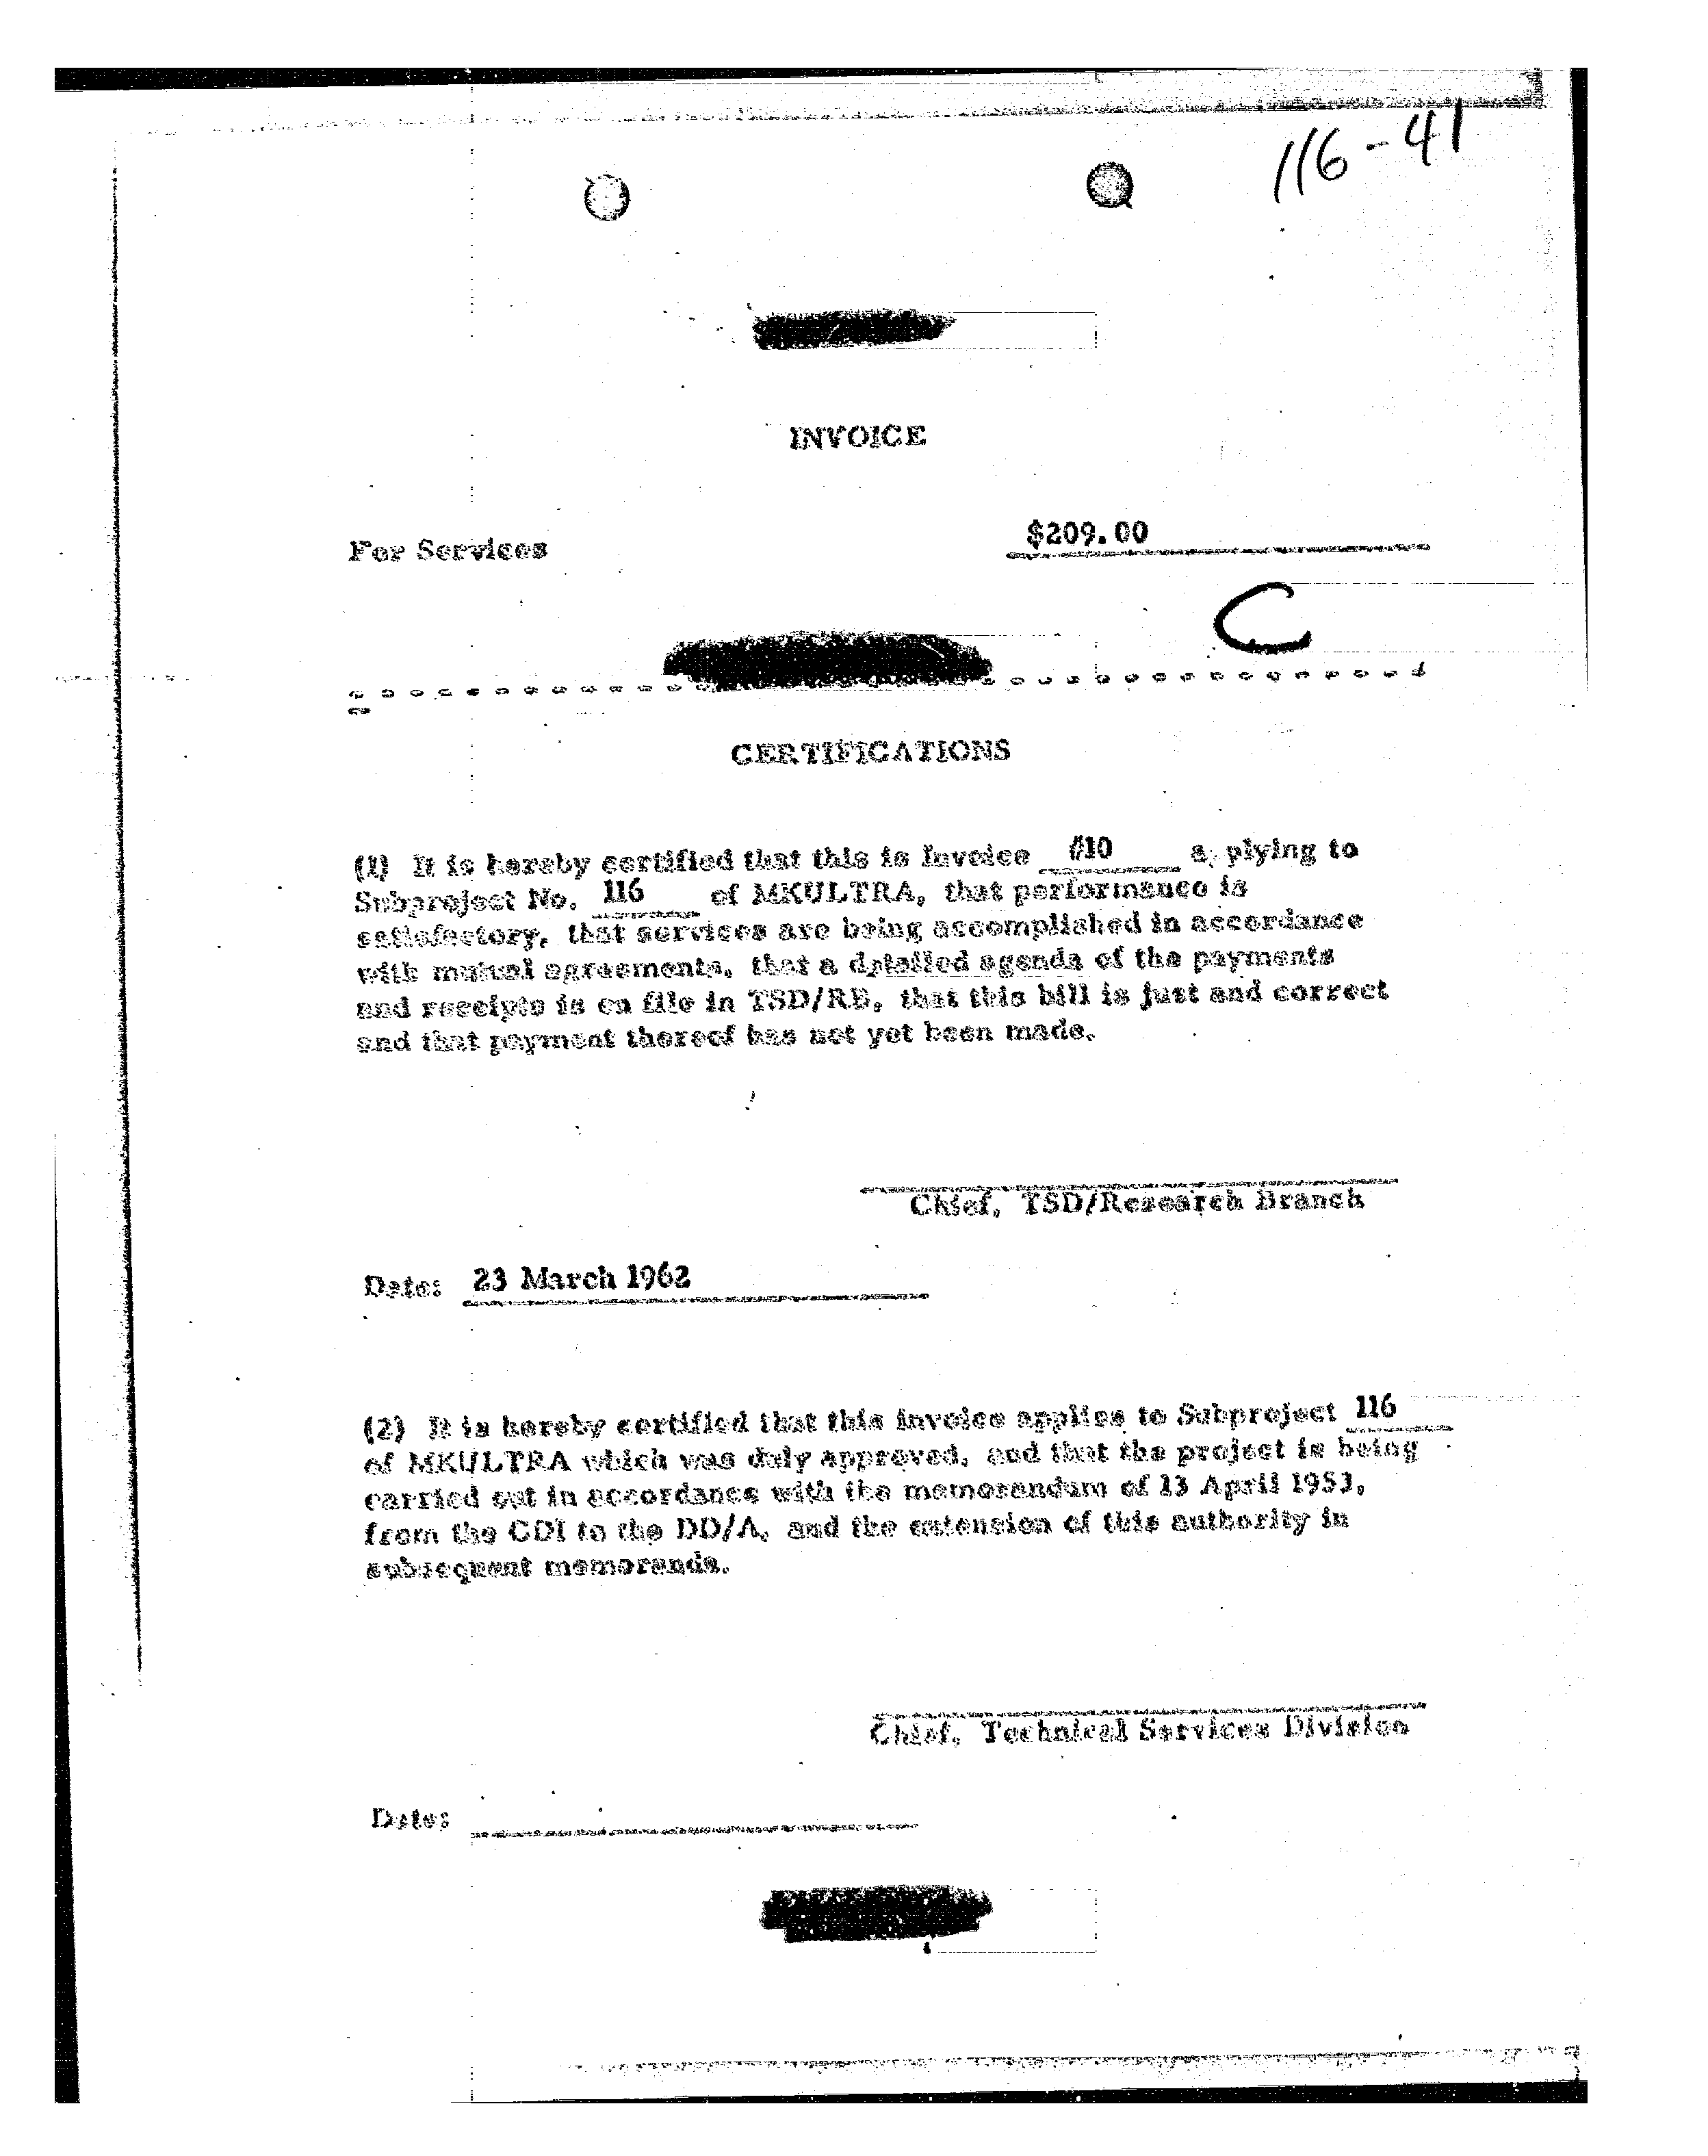 116-41
INVOICE
For Services $209.00
C
CERTIFICATIONS
(1) It is hereby certified that this is Invoice #10 a plying to
Subproject No. 116 of MKULTRA, that performance is
satisfactory, that services are being accomplished in accordance
with mutual agreements, that a detailed agenda of the payments
and receipts is on file in TSD/RB, that this bill is just and correct
and that payment thereof has not yet been made.
Chief, TSD/Research Branch
Date: 23 March 1962
(2) It is hereby certified that this invoice applies to Subproject 116
of MKULTRA which was duly approved, and that the project is being
carried out in accordance with the memorandum of 13 April 1953,
from the CDI to the DD/A, and the extension of this authority in
subsequent memoranda.
Chief, Technical Services Division
Date: